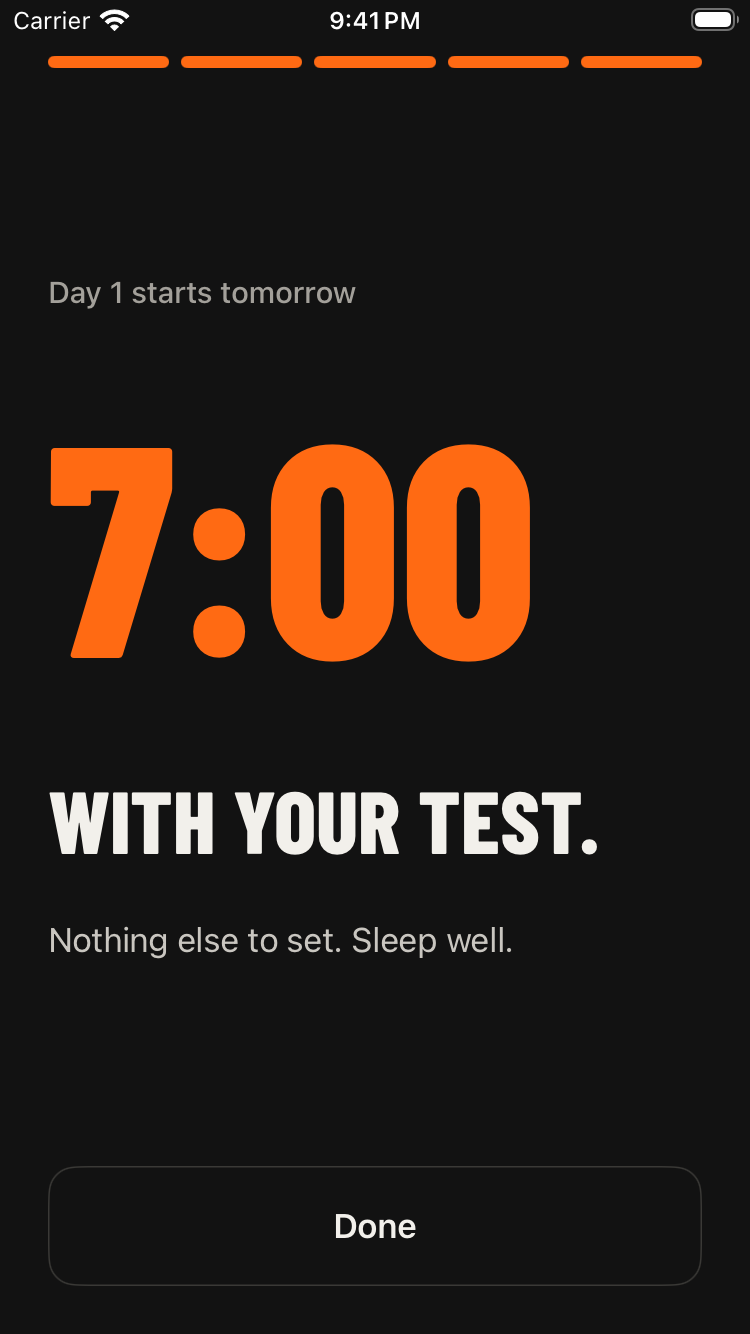 Carrier 9:41 PM
Day 1 starts tomorrow
7:00
WITH YOUR TEST.
Nothing else to set. Sleep well.
Done